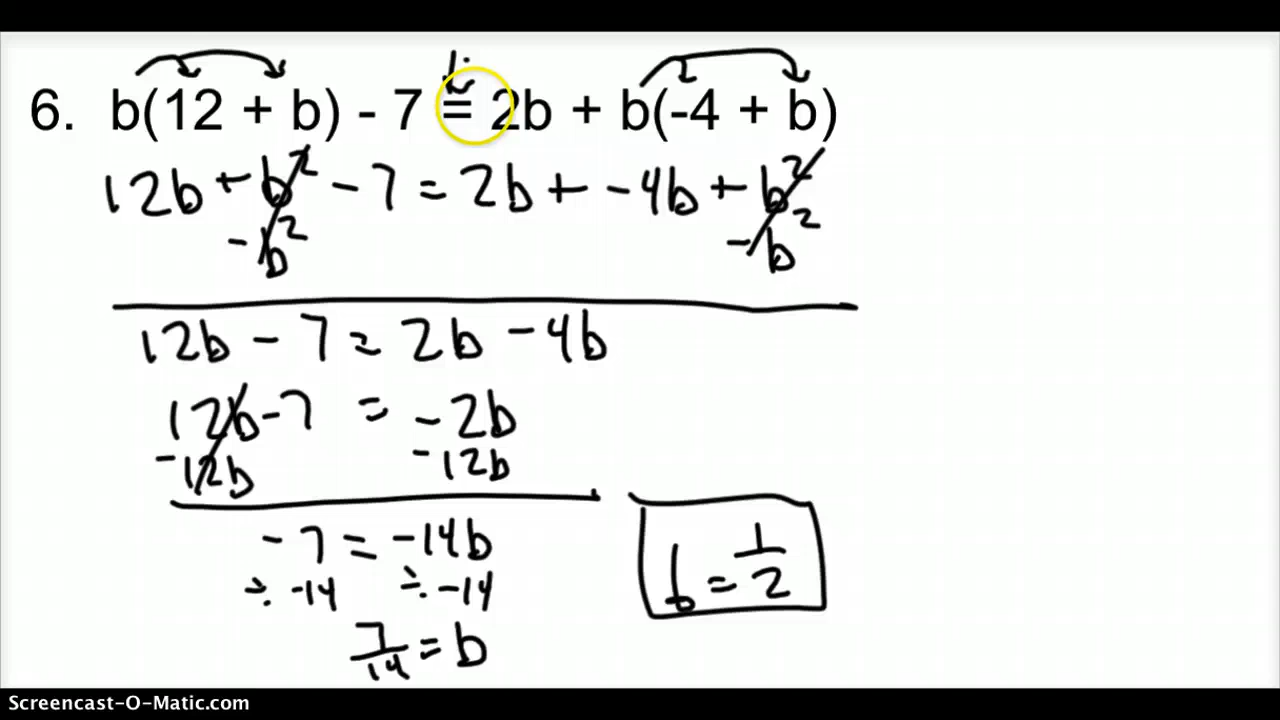 6. b(12 + b) - 7 = 2b + b(-4 + b)
12b + b² - 7 = 2b + -4b + b²
- b² - b²
12b - 7 = 2b - 4b
12b - 7 = -2b
-12b -12b
-7 = -14b
÷ -14 ÷ -14
7/14 = b
b = 1/2
Screencast-O-Matic.com